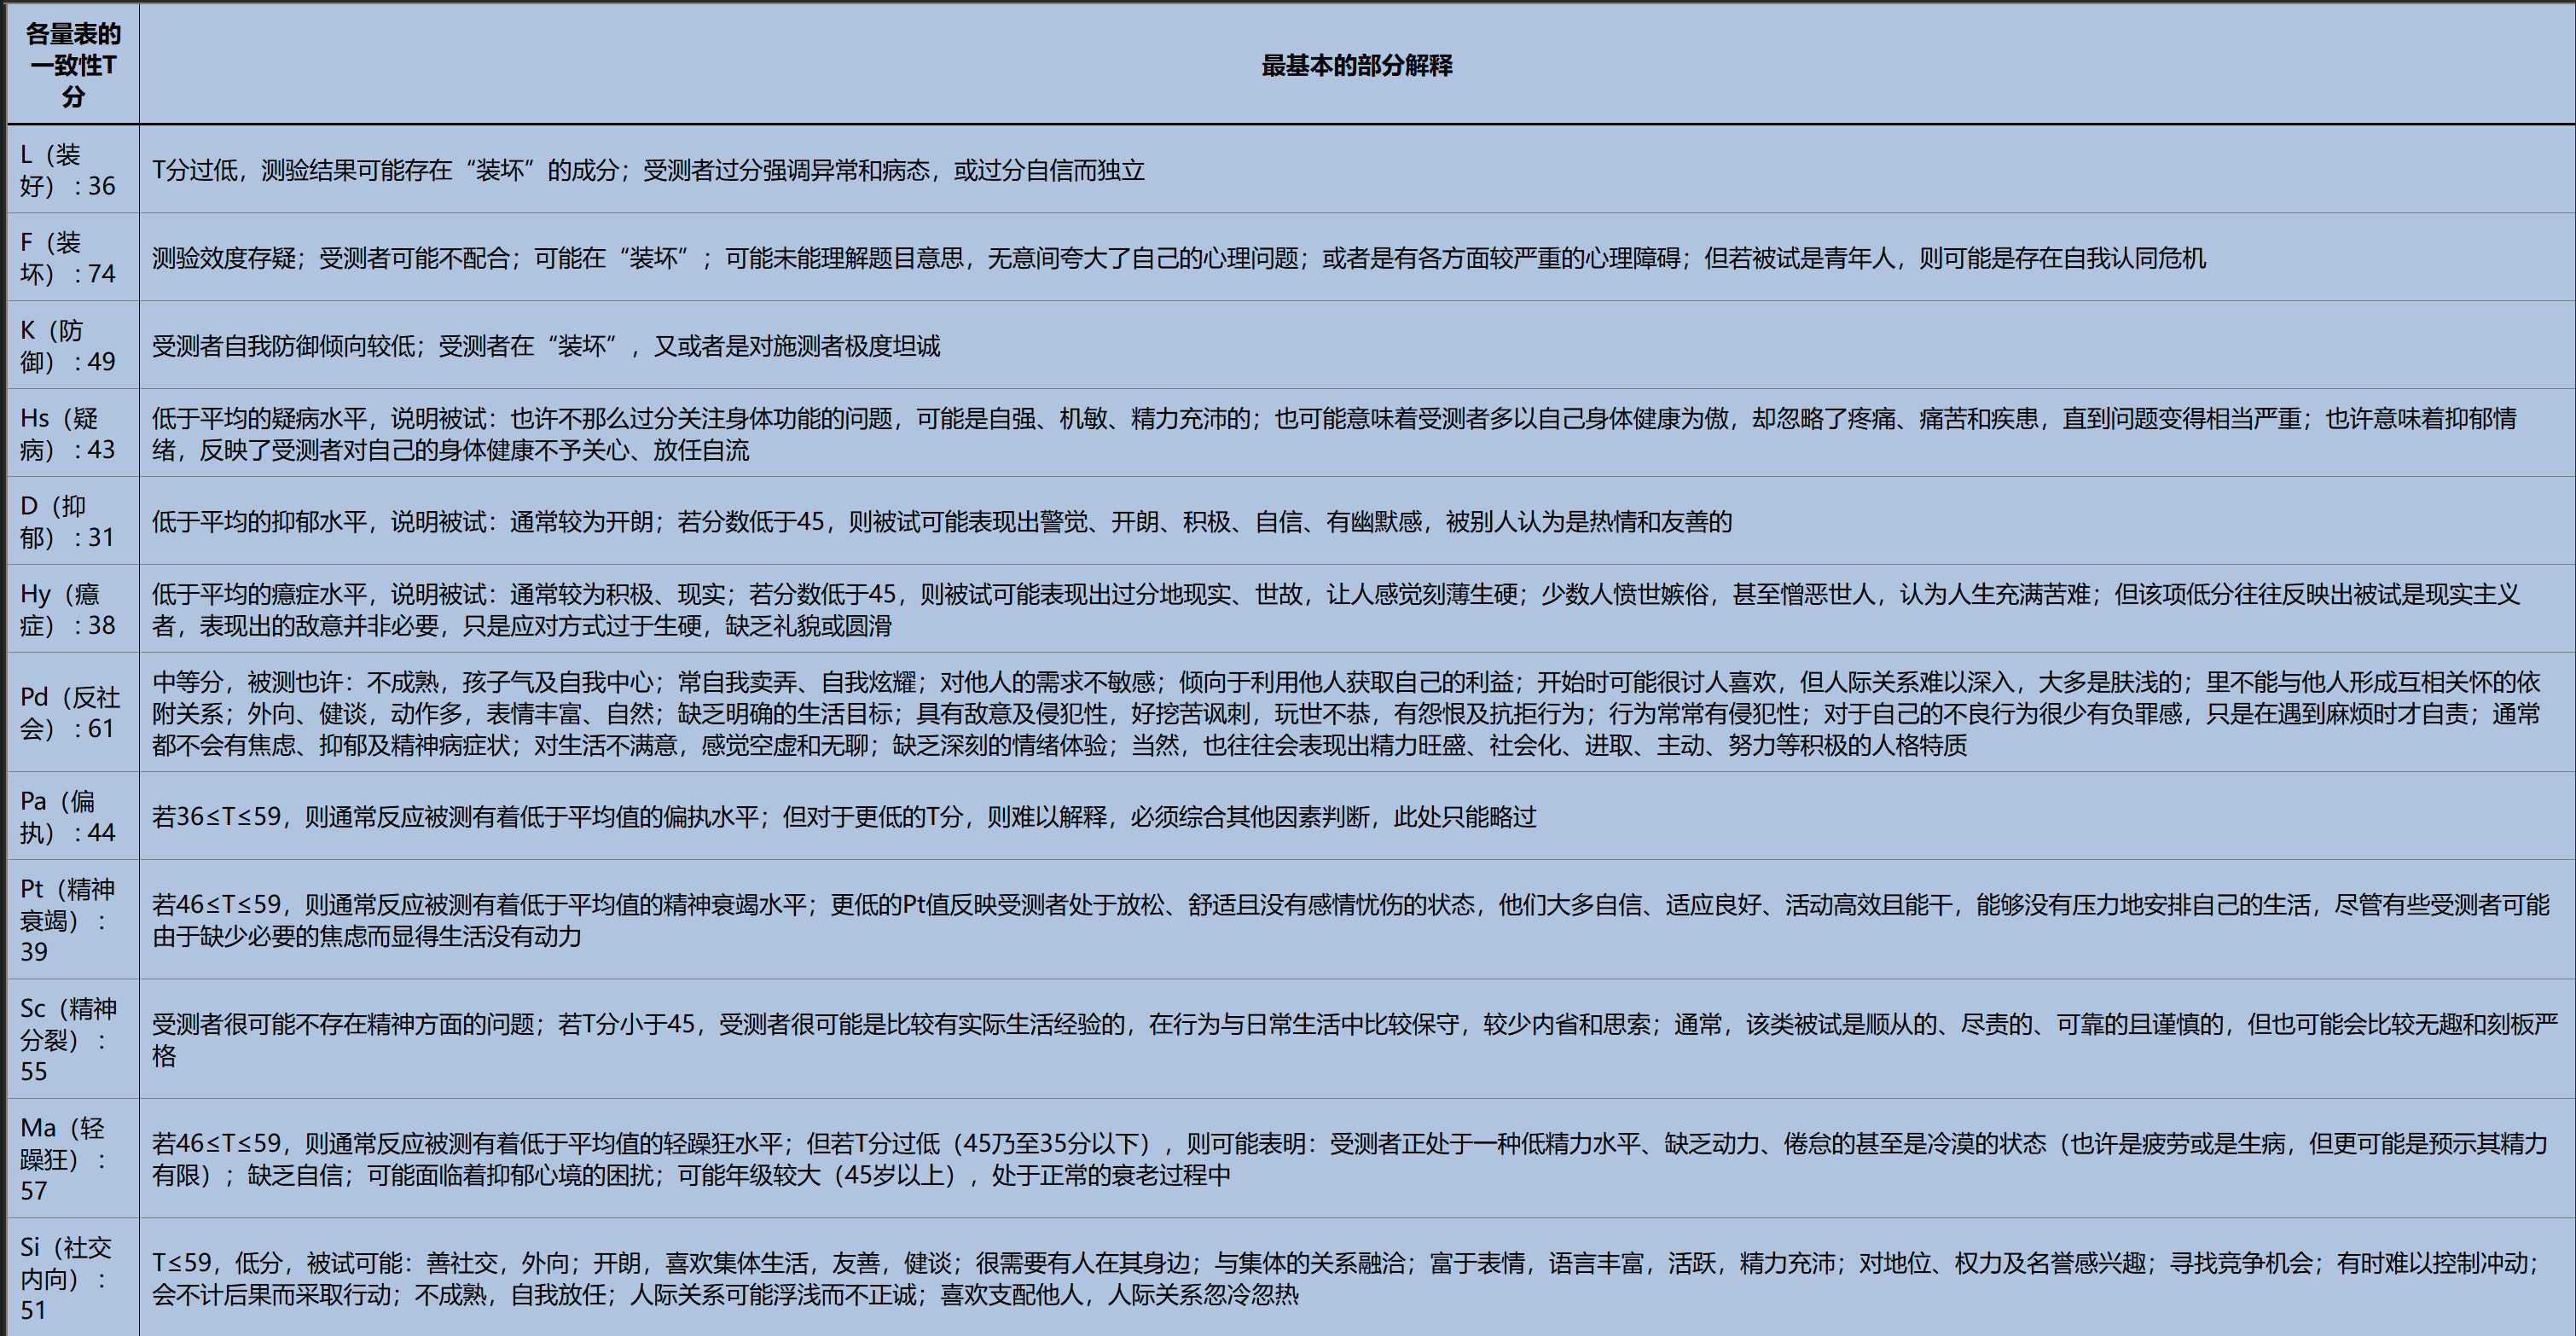 各量表的
一致性T
分
最基本的部分解释
L（装
好）：36
T分过低，测验结果可能存在“装坏”的成分；受测者过分强调异常和病态，或过分自信而独立
F（装
坏）：74
测验效度存疑；受测者可能不配合；可能在“装坏”；可能未能理解题目意思，无意间夸大了自己的心理问题；或者是有各方面较严重的心理障碍；但若被试是青年人，则可能是存在自我认同危机
K（防
御）：49
受测者自我防御倾向较低；受测者在“装坏”，又或者是对施测者极度坦诚
Hs（疑
病）：43
低于平均的疑病水平，说明被试：也许不那么过分关注身体功能的问题，可能是自强、机敏、精力充沛的；也可能意味着受测者多以自己身体健康为傲，却忽略了疼痛、痛苦和疾患，直到问题变得相当严重；也许意味着抑郁情
绪，反映了受测者对自己的身体健康不予关心、放任自流
D（抑
郁）：31
低于平均的抑郁水平，说明被试：通常较为开朗；若分数低于45，则被试可能表现出警觉、开朗、积极、自信、有幽默感，被别人认为是热情和友善的
Hy（癔
症）：38
低于平均的癔症水平，说明被试：通常较为积极、现实；若分数低于45，则被试可能表现出过分地现实、世故，让人感觉刻薄生硬；少数人愤世嫉俗，甚至憎恶世人，认为人生充满苦难；但该项低分往往反映出被试是现实主义
者，表现出的敌意并非必要，只是应对方式过于生硬，缺乏礼貌或圆滑
Pd（反社
会）：61
中等分，被测也许：不成熟，孩子气及自我中心；常自我卖弄、自我炫耀；对他人的需求不敏感；倾向于利用他人获取自己的利益；开始时可能很讨人喜欢，但人际关系难以深入，大多是肤浅的；里不能与他人形成互相关怀的依
附关系；外向、健谈，动作多，表情丰富、自然；缺乏明确的生活目标；具有敌意及侵犯性，好挖苦讽刺，玩世不恭，有怨恨及抗拒行为；行为常常有侵犯性；对于自己的不良行为很少有负罪感，只是在遇到麻烦时才自责；通常
都不会有焦虑、抑郁及精神病症状；对生活不满意，感觉空虚和无聊；缺乏深刻的情绪体验；当然，也往往会表现出精力旺盛、社会化、进取、主动、努力等积极的人格特质
Pa（偏
执）：44
若36≤T≤59，则通常反应被测有着低于平均值的偏执水平；但对于更低的T分，则难以解释，必须综合其他因素判断，此处只能略过
Pt（精神
衰竭）：
39
若46≤T≤59，则通常反应被测有着低于平均值的精神衰竭水平；更低的Pt值反映受测者处于放松、舒适且没有感情忧伤的状态，他们大多自信、适应良好、活动高效且能干，能够没有压力地安排自己的生活，尽管有些受测者可能
由于缺少必要的焦虑而显得生活没有动力
Sc（精神
分裂）：
55
受测者很可能不存在精神方面的问题；若T分小于45，受测者很可能是比较有实际生活经验的，在行为与日常生活中比较保守，较少内省和思索；通常，该类被试是顺从的、尽责的、可靠的且谨慎的，但也可能会比较无趣和刻板严
格
Ma（轻
躁狂）：
57
若46≤T≤59，则通常反应被测有着低于平均值的轻躁狂水平；但若T分过低（45乃至35分以下），则可能表明：受测者正处于一种低精力水平、缺乏动力、倦怠的甚至是冷漠的状态（也许是疲劳或是生病，但更可能是预示其精力
有限）；缺乏自信；可能面临着抑郁心境的困扰；可能年级较大（45岁以上），处于正常的衰老过程中
Si（社交
内向）：
51
T≤59，低分，被试可能：善社交，外向；开朗，喜欢集体生活，友善，健谈；很需要有人在其身边；与集体的关系融洽；富于表情，语言丰富，活跃，精力充沛；对地位、权力及名誉感兴趣；寻找竞争机会；有时难以控制冲动；
会不计后果而采取行动；不成熟，自我放任；人际关系可能浮浅而不正诚；喜欢支配他人，人际关系忽冷忽热